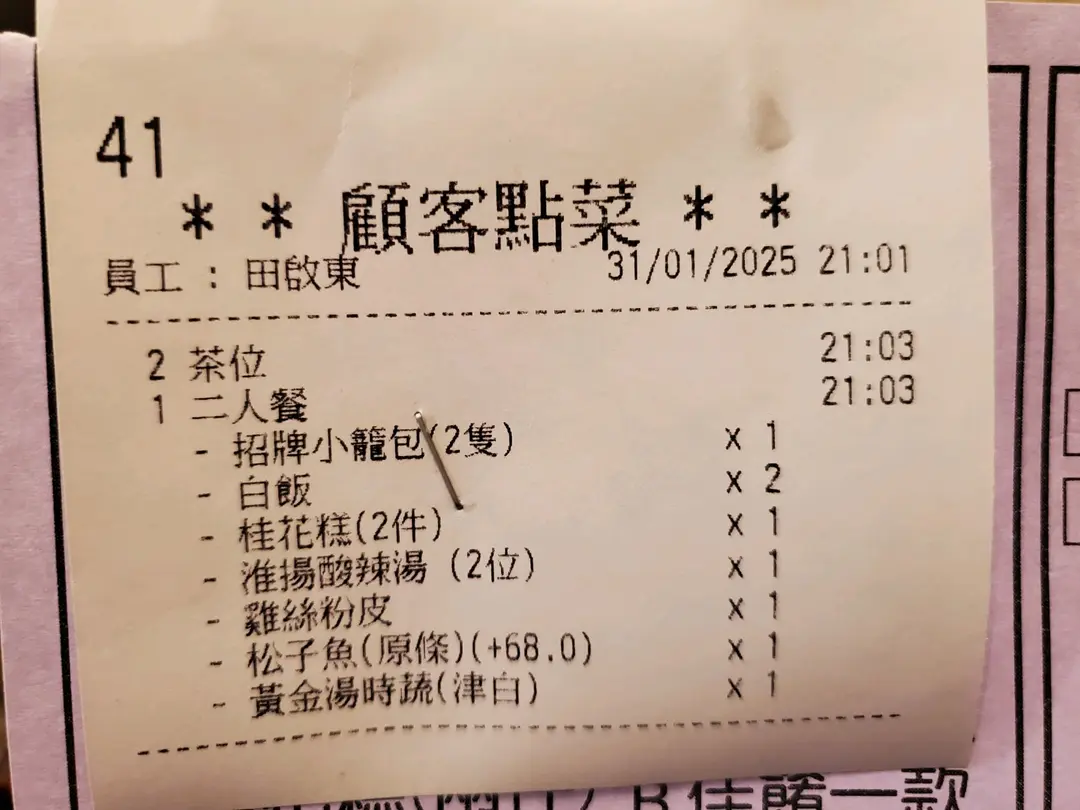 41
* * 顧客點菜 * *
員工 : 田啟東 31/01/2025 21:01
2 茶位 21:03
1 二人餐 21:03
- 招牌小籠包(2隻) x 1
- 白飯 x 2
- 桂花糕(2件) x 1
- 淮揚酸辣湯 (2位) x 1
- 雞絲粉皮 x 1
- 松子魚(原條)(+68.0) x 1
- 黃金湯時蔬(津白) x 1